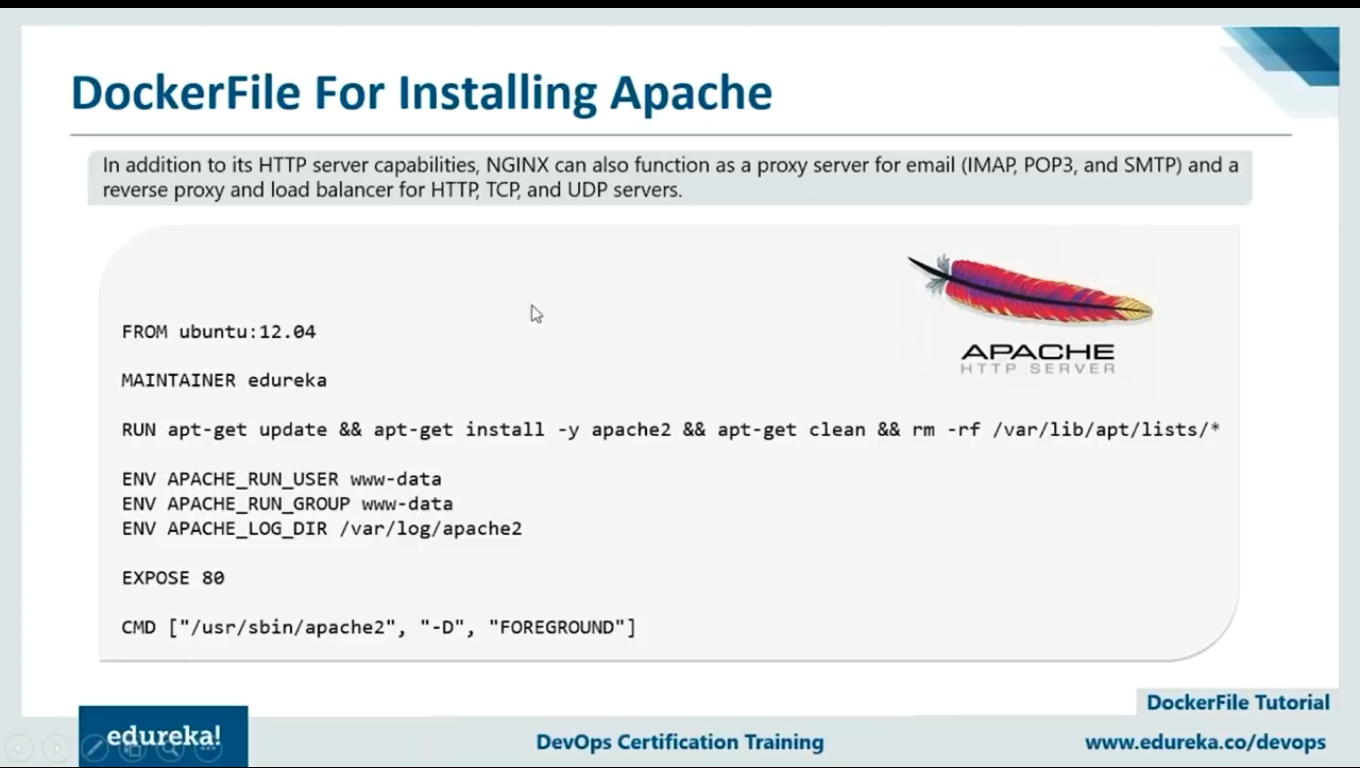 DockerFile For Installing Apache
In addition to its HTTP server capabilities, NGINX can also function as a proxy server for email (IMAP, POP3, and SMTP) and a
reverse proxy and load balancer for HTTP, TCP, and UDP servers.
APACHE
HTTP SERVER
FROM ubuntu:12.04
MAINTAINER edureka
RUN apt-get update && apt-get install -y apache2 && apt-get clean && rm -rf /var/lib/apt/lists/*
ENV APACHE_RUN_USER www-data
ENV APACHE_RUN_GROUP www-data
ENV APACHE_LOG_DIR /var/log/apache2
EXPOSE 80
CMD ["/usr/sbin/apache2", "-D", "FOREGROUND"]
DockerFile Tutorial
edureka!
DevOps Certification Training
www.edureka.co/devops